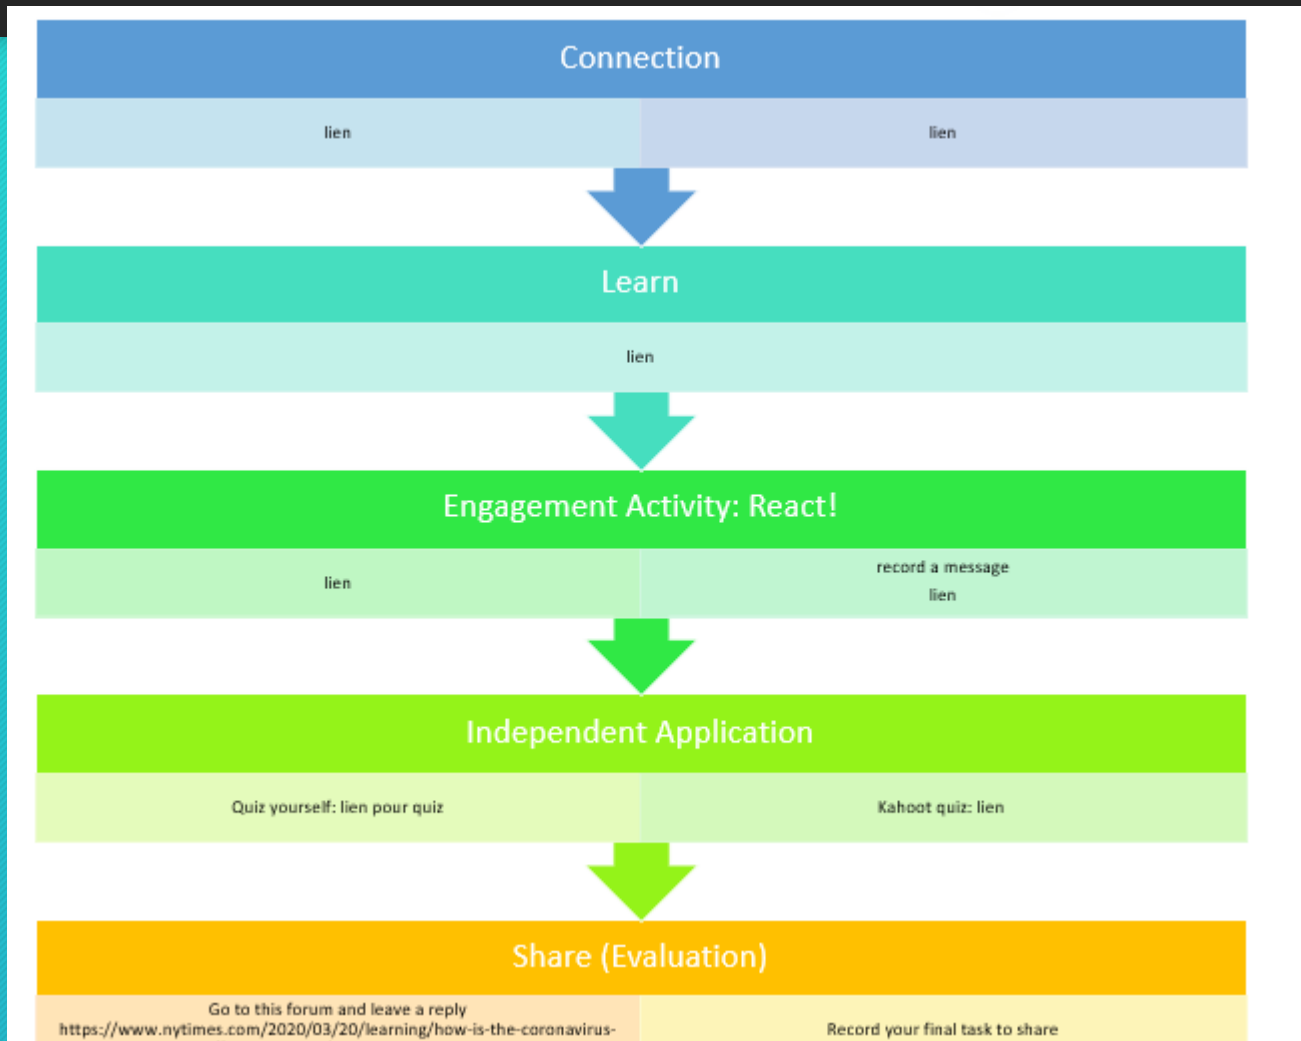 Connection
lien
lien
Learn
lien
Engagement Activity: React!
lien
record a message
lien
Independent Application
Quiz yourself: lien pour quiz
Kahoot quiz: lien
Share (Evaluation)
Go to this forum and leave a reply
https://www.nytimes.com/2020/03/20/learning/how-is-the-coronavirus-
Record your final task to share